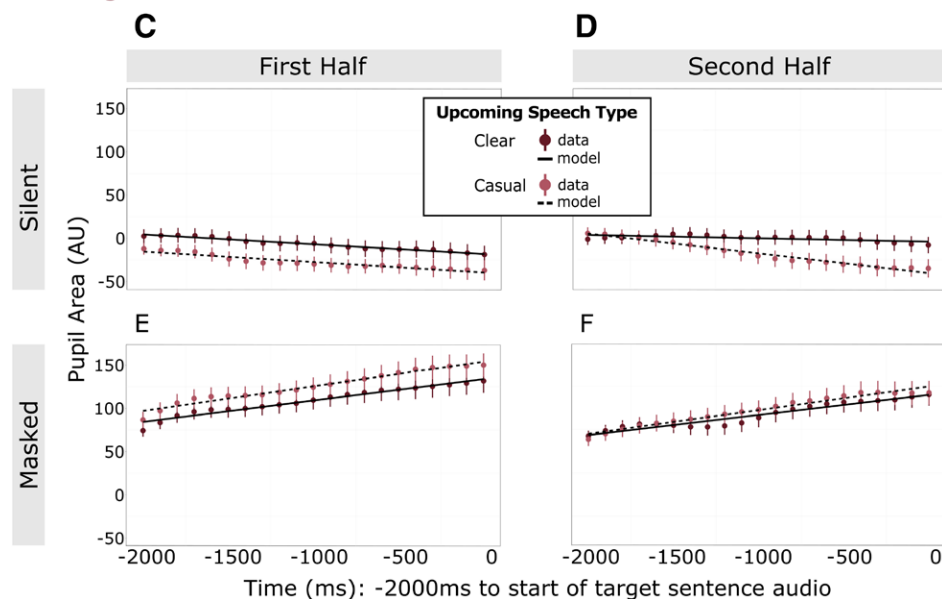 C
D
First Half
Second Half
Silent
Masked
Pupil Area (AU)
150
100
50
0
-50
Upcoming Speech Type
Clear
data
model
Casual
data
model
E
F
150
100
50
0
-50
-2000 -1500 -1000 -500 0
-2000 -1500 -1000 -500 0
Time (ms): -2000ms to start of target sentence audio